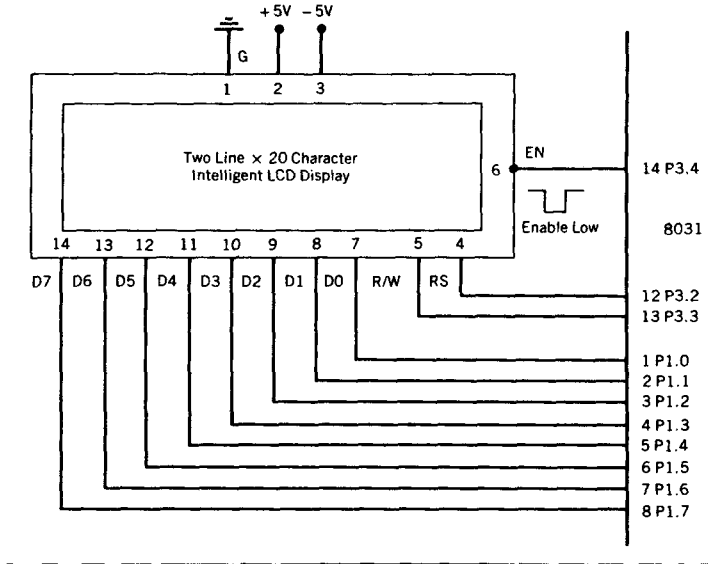 +5V -5V
G
1 2 3
Two Line × 20 Character
Intelligent LCD Display
6
EN
14 P3.4
Enable Low
8031
14 13 12 11 10 9 8 7 5 4
D7 D6 D5 D4 D3 D2 D1 D0 R/W RS
12 P3.2
13 P3.3
1 P1.0
2 P1.1
3 P1.2
4 P1.3
5 P1.4
6 P1.5
7 P1.6
8 P1.7